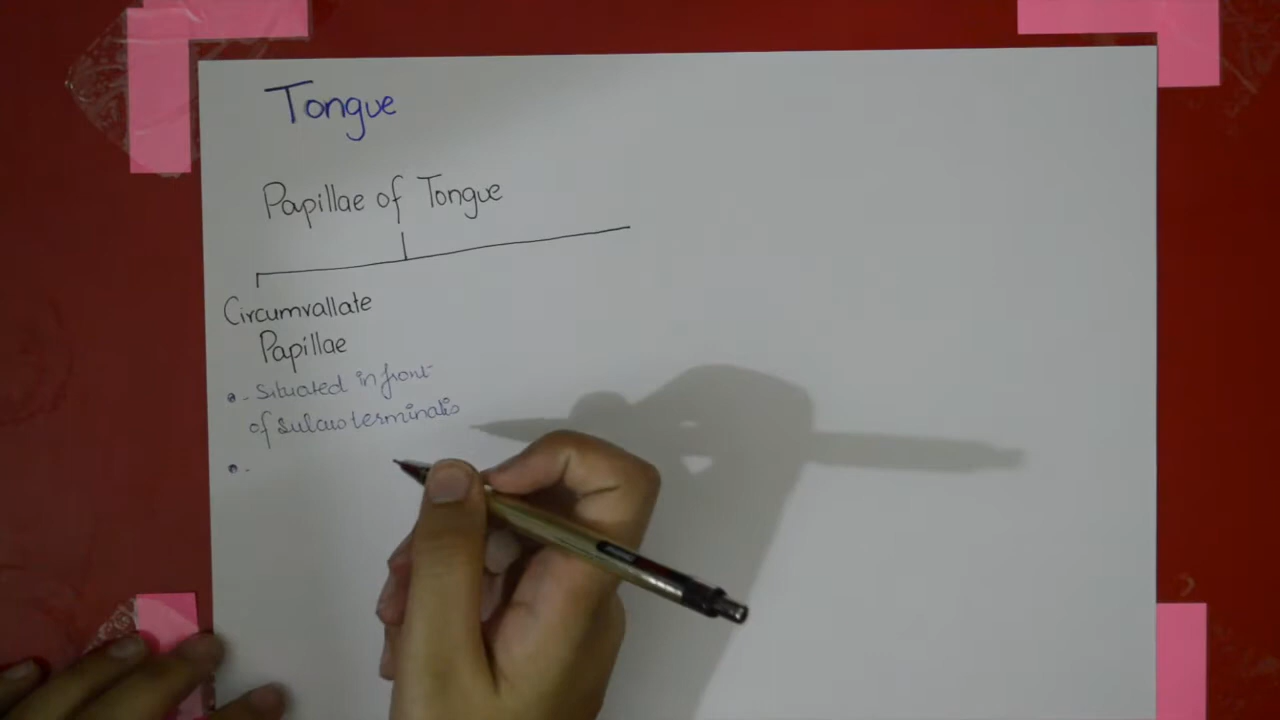 Tongue
Papillae of Tongue
Circumvallate
Papillae
- Situated in front
of sulcus terminalis
-